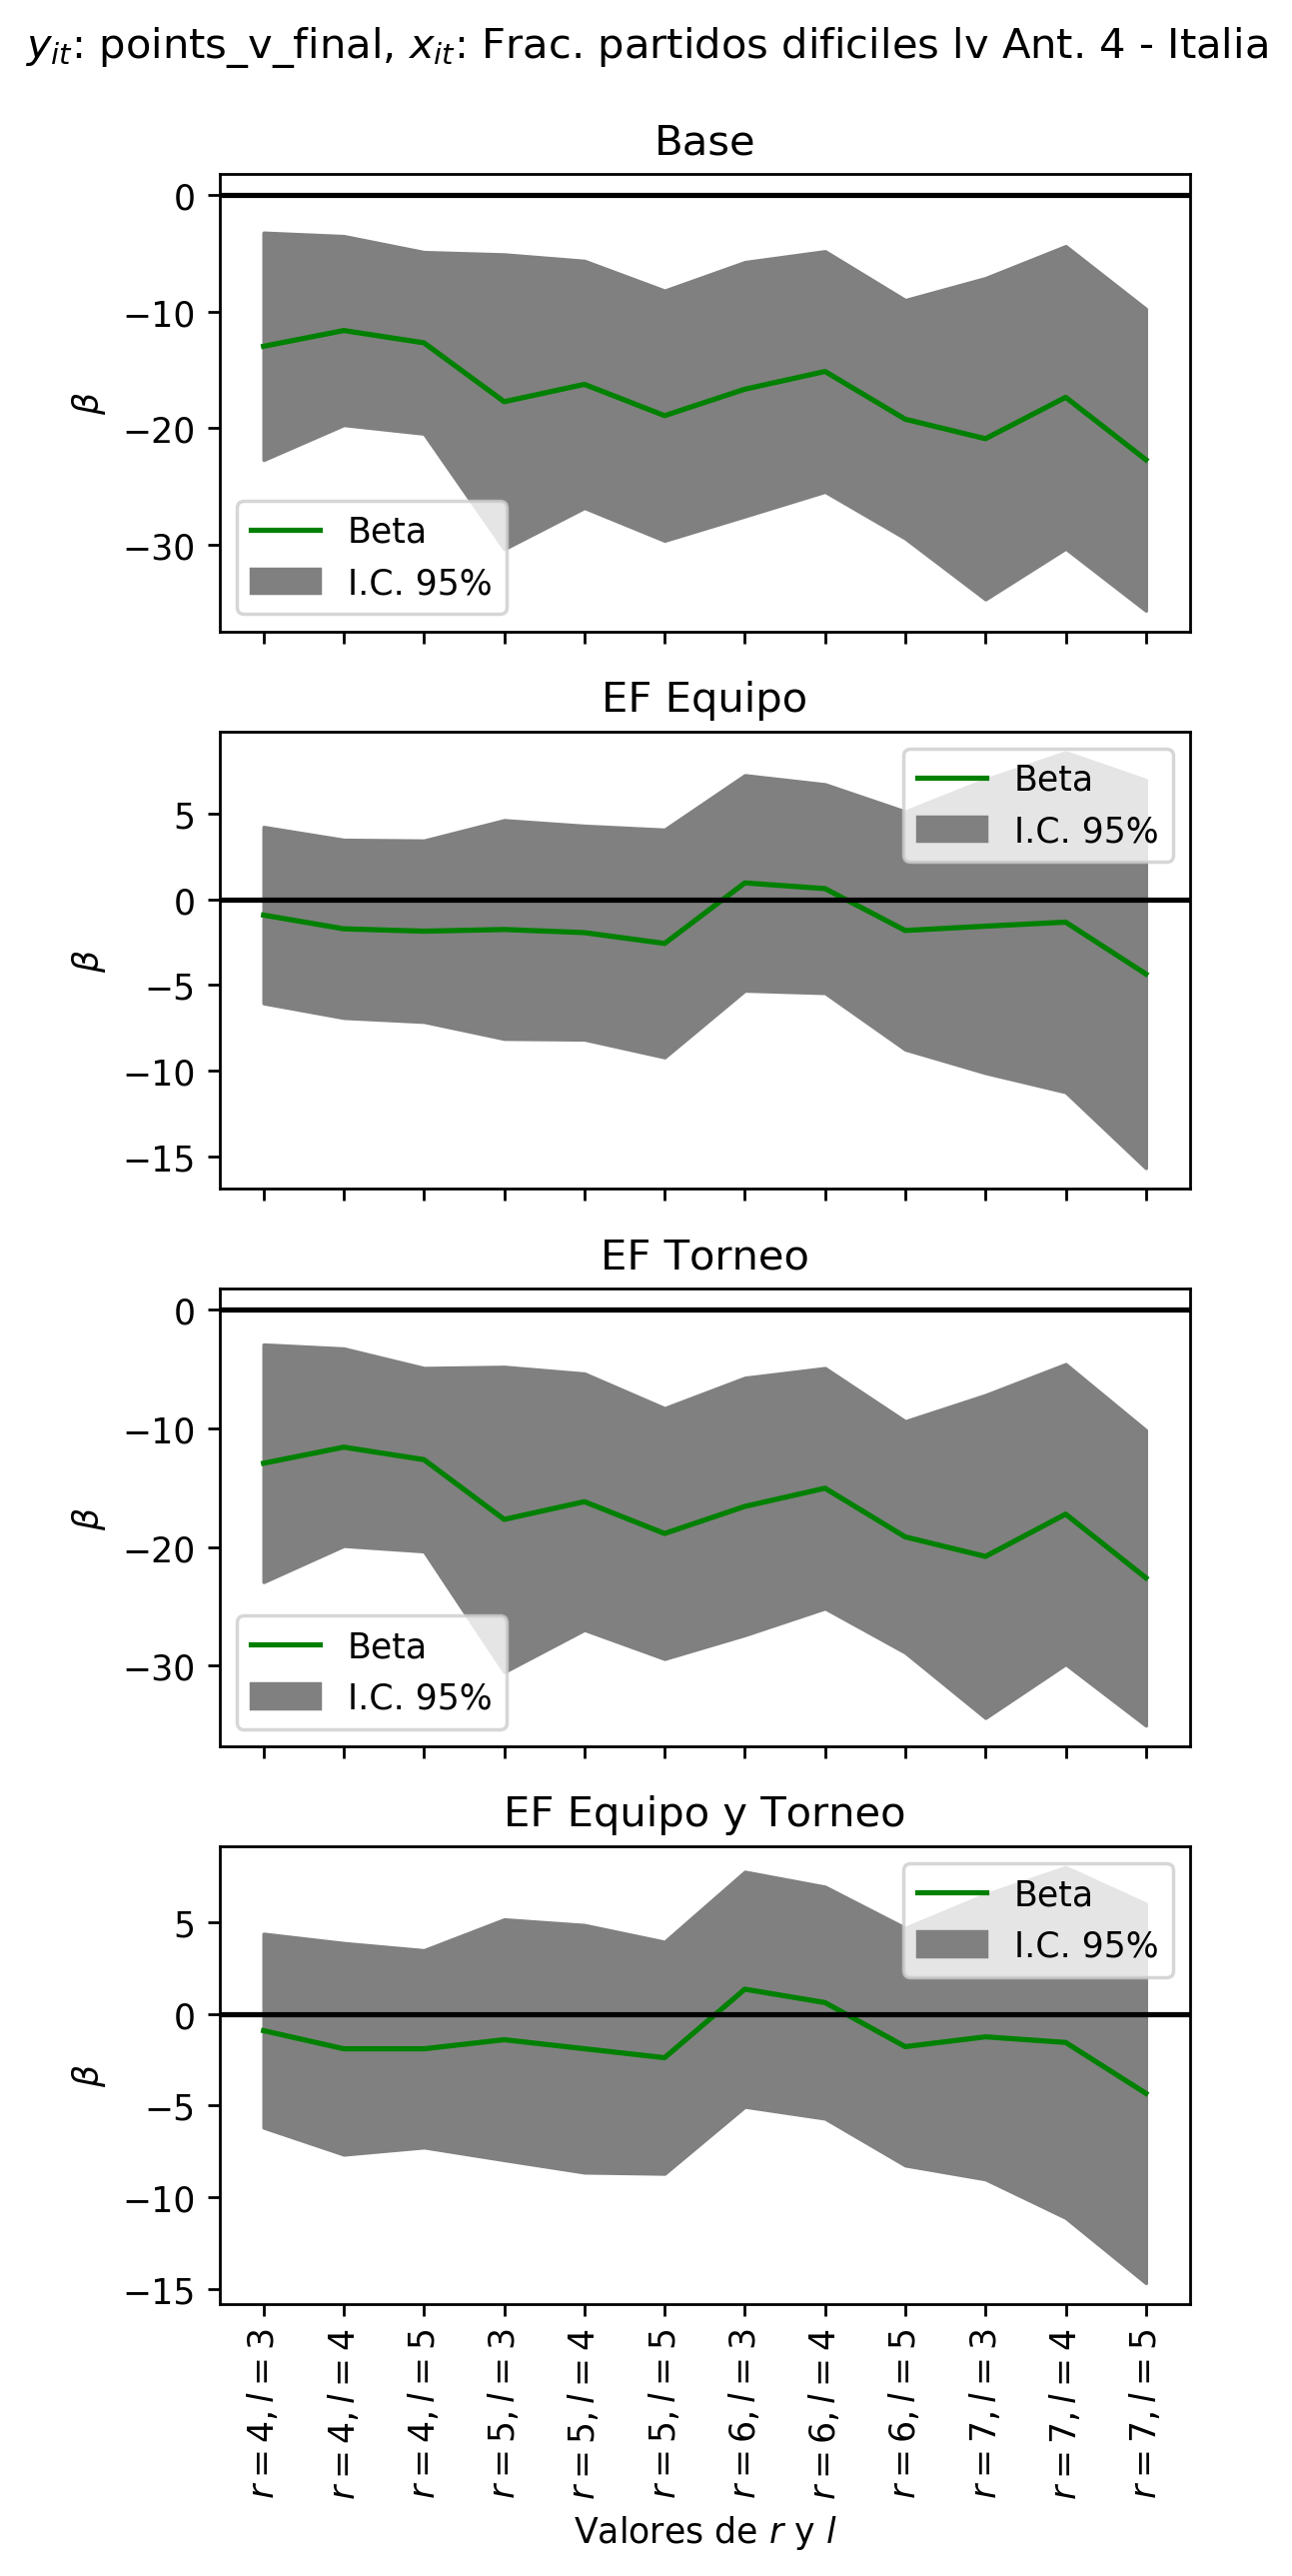 y_it: points_v_final, x_it: Frac. partidos dificiles lv Ant. 4 - Italia
Base
0
−10
−20
−30
β
Beta
I.C. 95%
EF Equipo
5
0
−5
−10
−15
β
Beta
I.C. 95%
EF Torneo
0
−10
−20
−30
β
Beta
I.C. 95%
EF Equipo y Torneo
5
0
−5
−10
−15
β
Beta
I.C. 95%
r = 4, l = 3
r = 4, l = 4
r = 4, l = 5
r = 5, l = 3
r = 5, l = 4
r = 5, l = 5
r = 6, l = 3
r = 6, l = 4
r = 6, l = 5
r = 7, l = 3
r = 7, l = 4
r = 7, l = 5
Valores de r y l